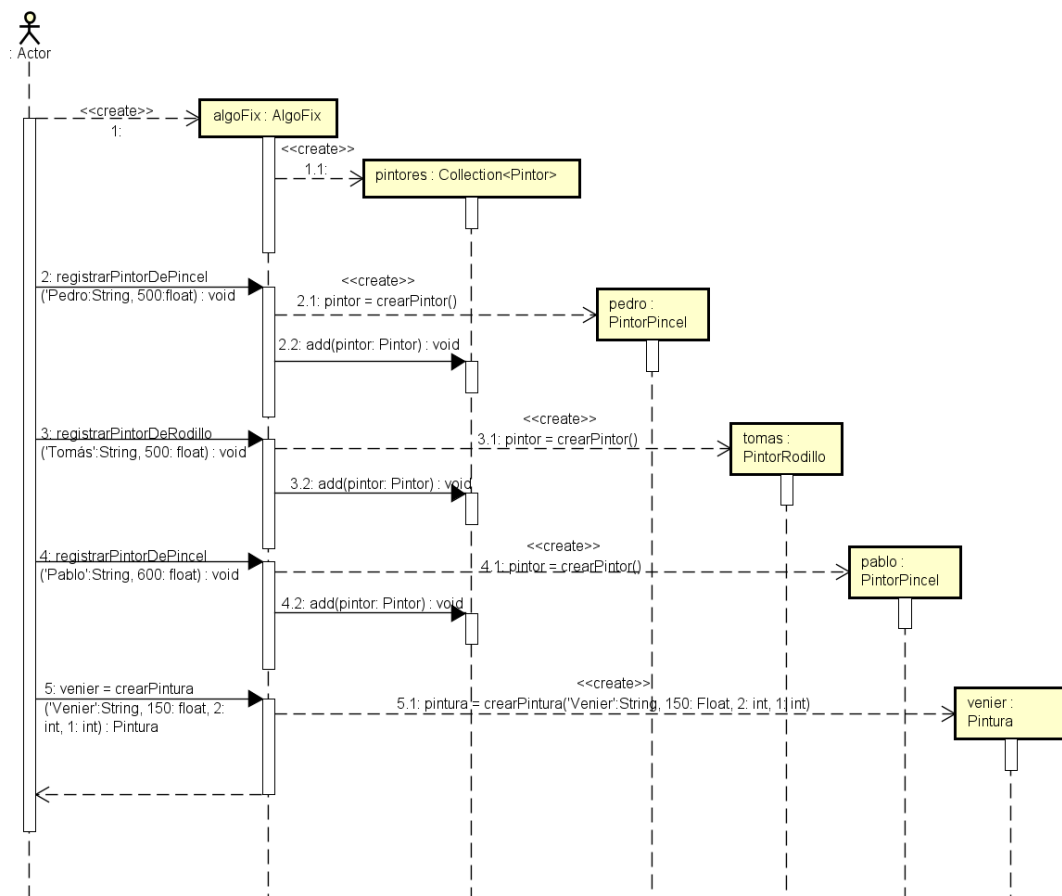 : Actor
<<create>>
1:
algoFix : AlgoFix
<<create>>
1.1:
pintores : Collection<Pintor>
2: registrarPintorDePincel
('Pedro:String, 500:float) : void
<<create>>
2.1: pintor = crearPintor()
pedro :
PintorPincel
2.2: add(pintor: Pintor) : void
3: registrarPintorDeRodillo
('Tomás':String, 500: float) : void
<<create>>
3.1: pintor = crearPintor()
tomas :
PintorRodillo
3.2: add(pintor: Pintor) : void
4: registrarPintorDePincel
('Pablo':String, 600: float) : void
<<create>>
4.1: pintor = crearPintor()
pablo :
PintorPincel
4.2: add(pintor: Pintor) : void
5: venier = crearPintura
('Venier':String, 150: float, 2:
int, 1: int) : Pintura
<<create>>
5.1: pintura = crearPintura('Venier':String, 150: Float, 2: int, 1: int)
venier :
Pintura